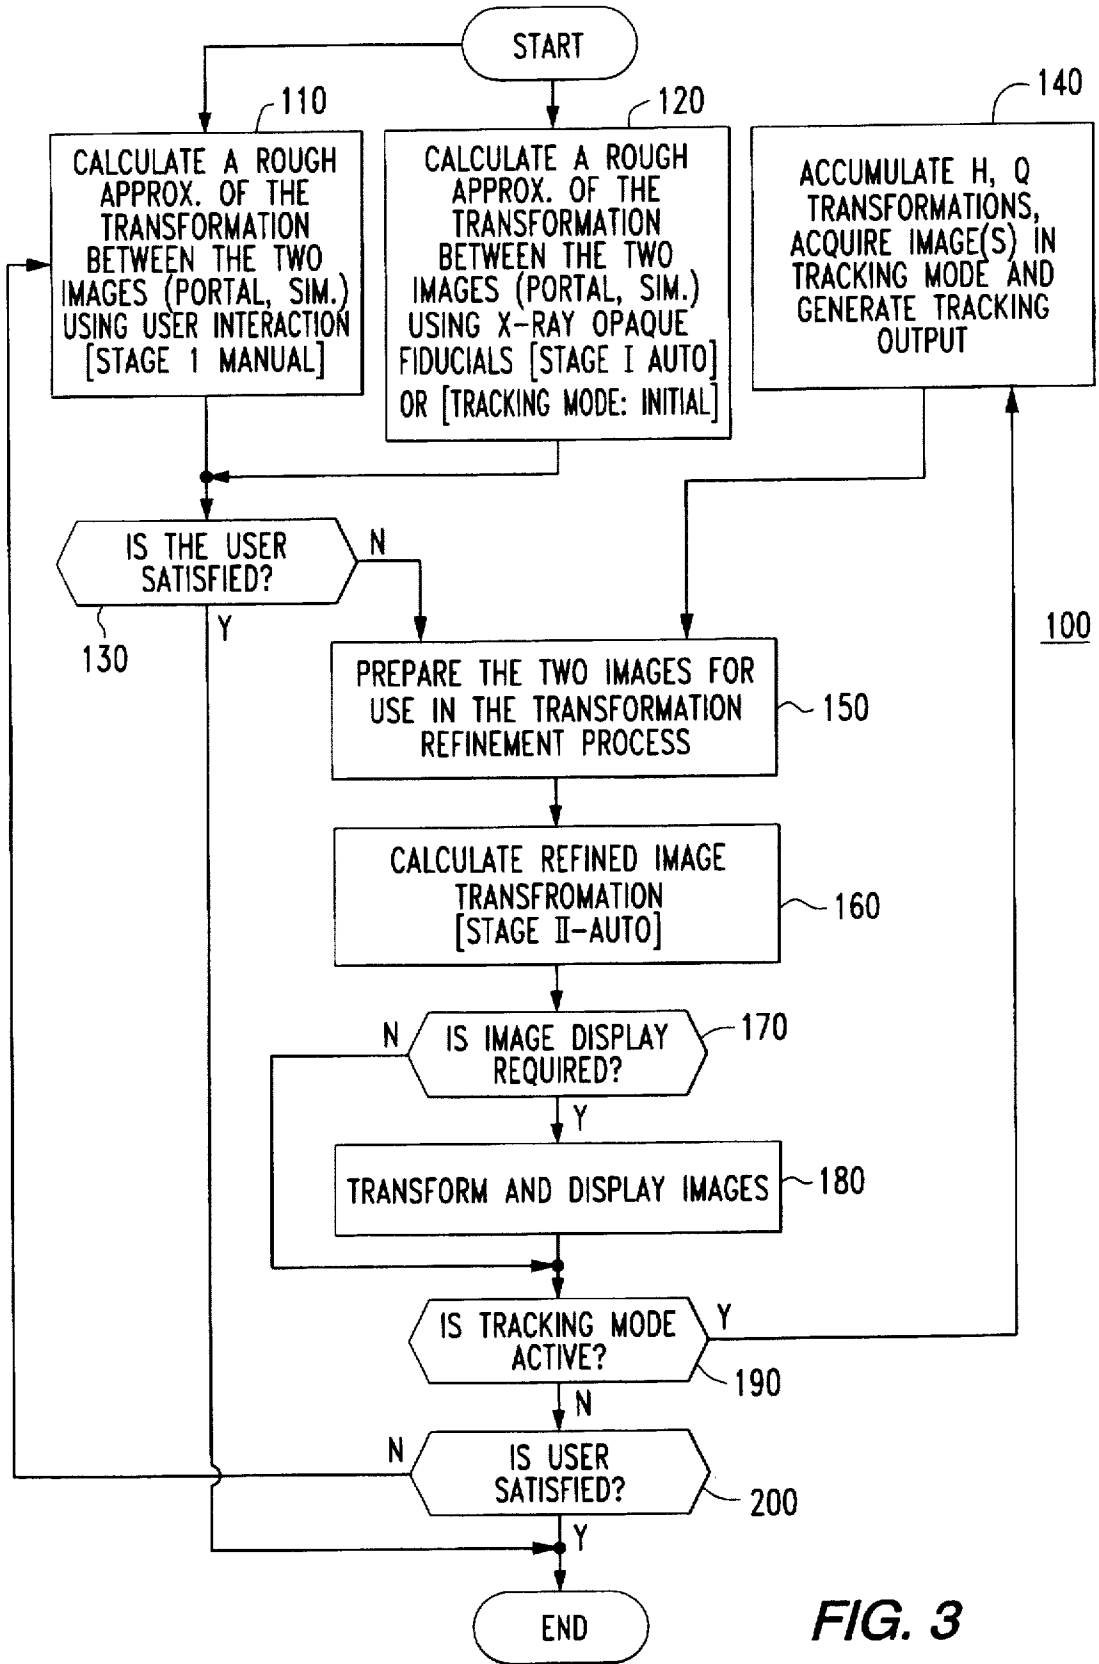 START
110
CALCULATE A ROUGH
APPROX. OF THE
TRANSFORMATION
BETWEEN THE TWO
IMAGES (PORTAL, SIM.)
USING USER INTERACTION
[STAGE 1 MANUAL]
120
CALCULATE A ROUGH
APPROX. OF THE
TRANSFORMATION
BETWEEN THE TWO
IMAGES (PORTAL, SIM.)
USING X-RAY OPAQUE
FIDUCIALS [STAGE I AUTO]
OR [TRACKING MODE: INITIAL]
140
ACCUMULATE H, Q
TRANSFORMATIONS,
ACQUIRE IMAGE(S) IN
TRACKING MODE AND
GENERATE TRACKING
OUTPUT
IS THE USER
SATISFIED?
N
Y
130
100
PREPARE THE TWO IMAGES FOR
USE IN THE TRANSFORMATION
REFINEMENT PROCESS
150
CALCULATE REFINED IMAGE
TRANSFROMATION
[STAGE II-AUTO]
160
N
IS IMAGE DISPLAY
REQUIRED?
170
Y
TRANSFORM AND DISPLAY IMAGES
180
IS TRACKING MODE
ACTIVE?
Y
190
N
N
IS USER
SATISFIED?
200
Y
END
FIG. 3